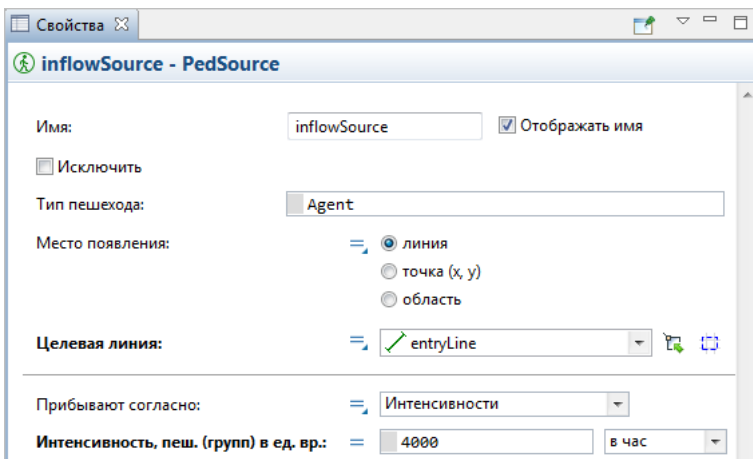 Свойства
inflowSource - PedSource
Имя: inflowSource Отображать имя
Исключить
Тип пешехода: Agent
Место появления: линия
точка (x, y)
область
Целевая линия: entryLine
Прибывают согласно: Интенсивности
Интенсивность, пеш. (групп) в ед. вр.: 4000 в час